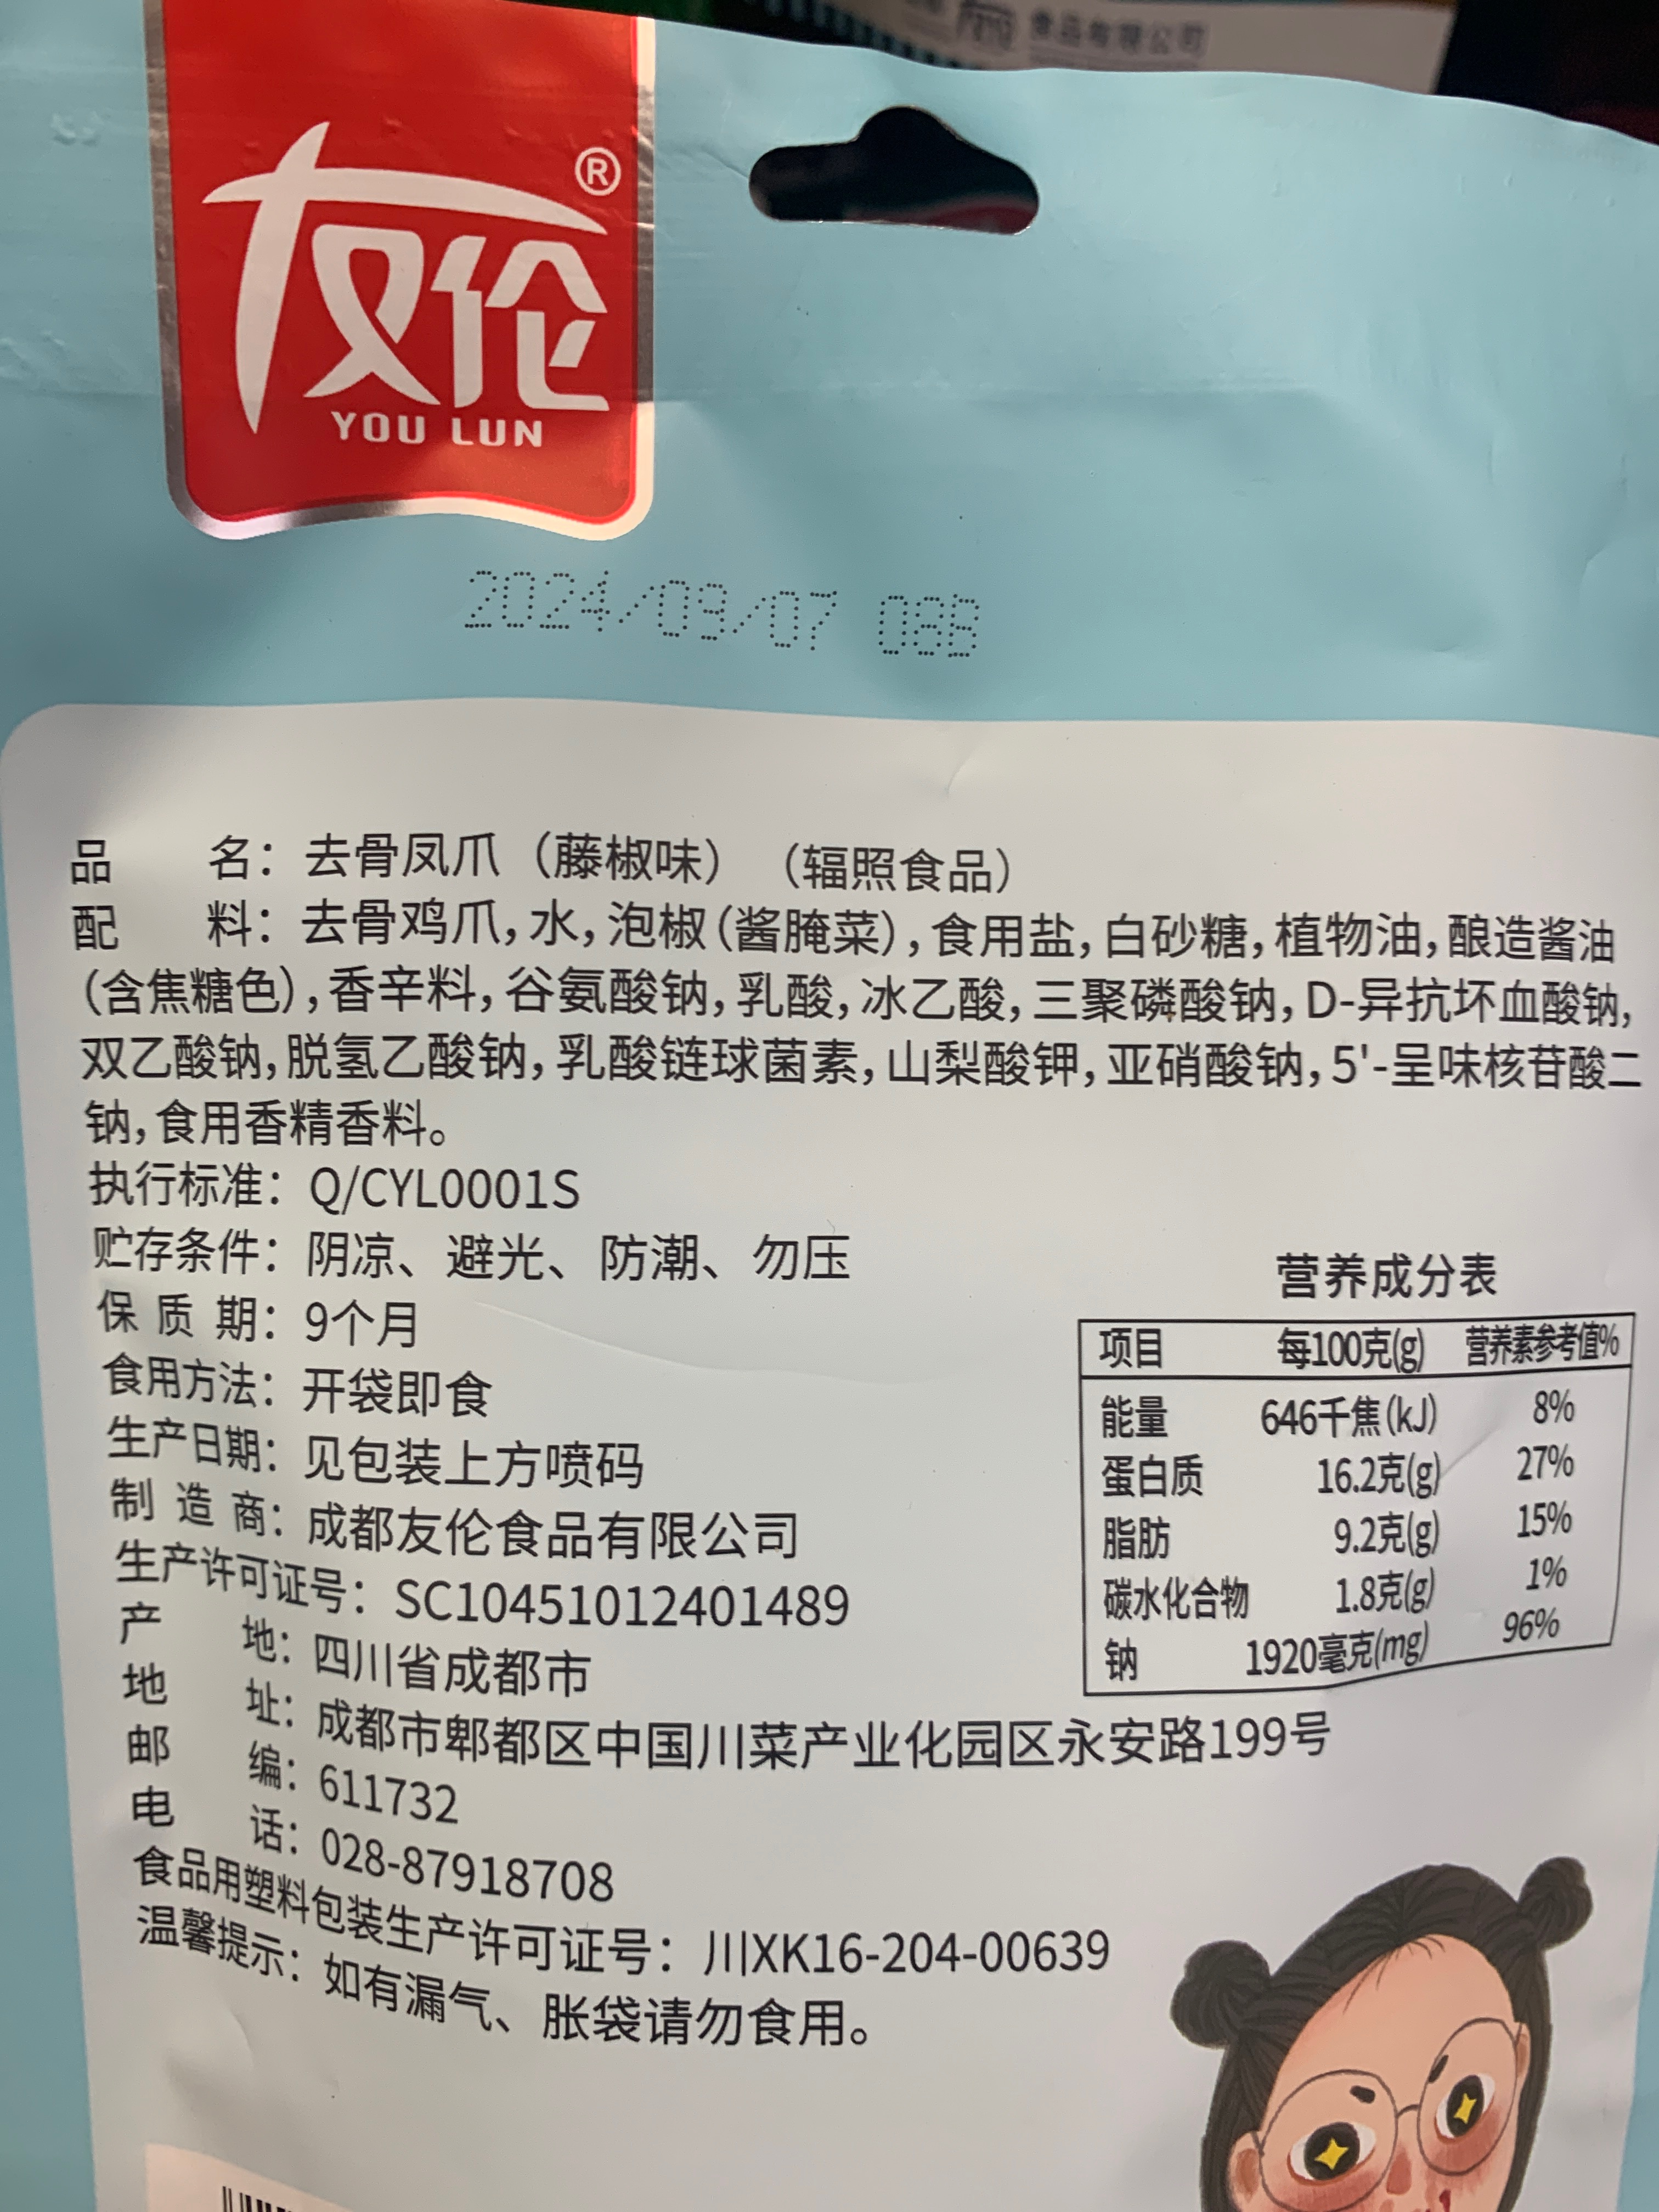 食品有限公司
友伦®
YOU LUN
2024/09/07 08B
品名：去骨凤爪（藤椒味）（辐照食品）
配料：去骨鸡爪，水，泡椒（酱腌菜），食用盐，白砂糖，植物油，酿造酱油
（含焦糖色），香辛料，谷氨酸钠，乳酸，冰乙酸，三聚磷酸钠，D-异抗坏血酸钠，
双乙酸钠，脱氢乙酸钠，乳酸链球菌素，山梨酸钾，亚硝酸钠，5'-呈味核苷酸二
钠，食用香精香料。
执行标准：Q/CYL0001S
贮存条件：阴凉、避光、防潮、勿压
保质期：9个月
食用方法：开袋即食
生产日期：见包装上方喷码
制造商：成都友伦食品有限公司
生产许可证号：SC10451012401489
产地：四川省成都市
地址：成都市郫都区中国川菜产业化园区永安路199号
邮编：611732
电话：028-87918708
食品用塑料包装生产许可证号：川XK16-204-00639
温馨提示：如有漏气、胀袋请勿食用。
营养成分表
项目 每100克(g) 营养素参考值%
能量 646千焦(kJ) 8%
蛋白质 16.2克(g) 27%
脂肪 9.2克(g) 15%
碳水化合物 1.8克(g) 1%
钠 1920毫克(mg) 96%